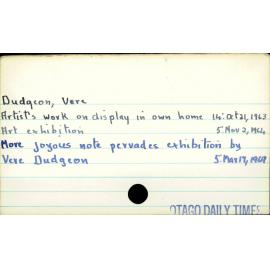 Dudgeon, Vere
Artist's work on display in own home 14: Oct 21, 1963
Art exhibition 5: Nov 2, 1964
More joyous note pervades exhibition by
Vere Dudgeon 5: Mar 17, 1969
OTAGO DAILY TIMES